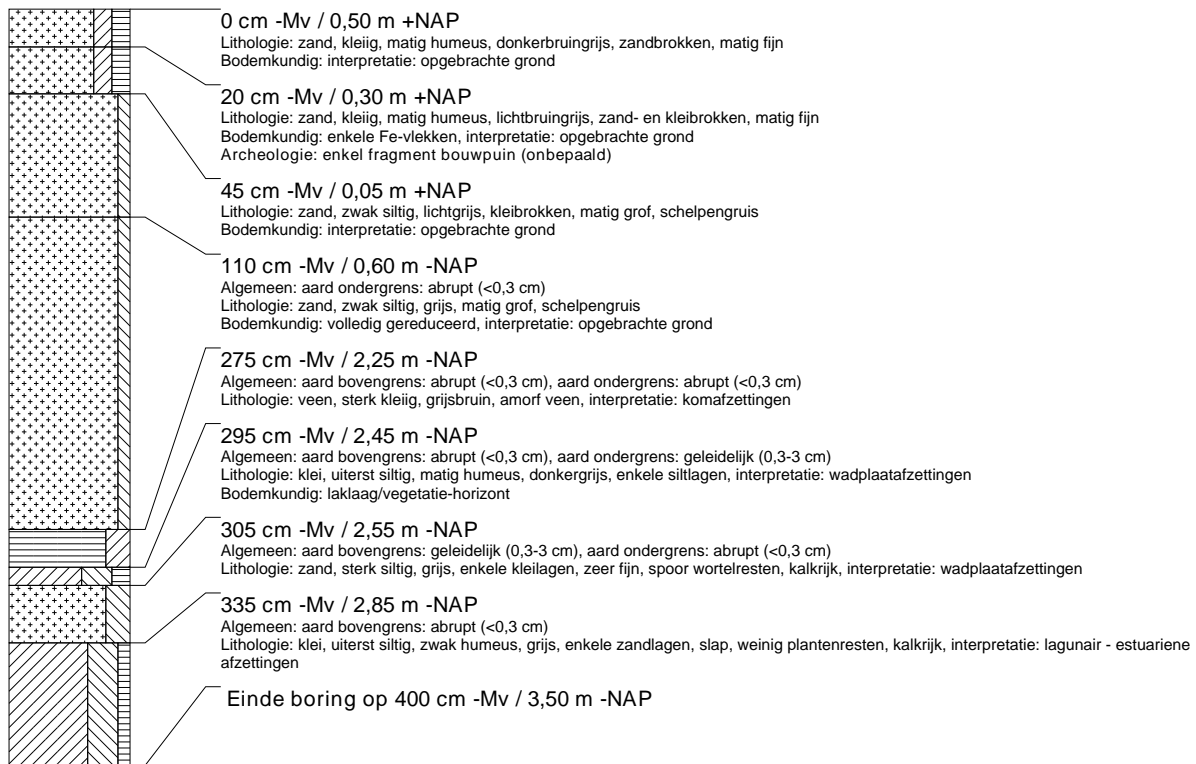 0 cm -Mv / 0,50 m +NAP
Lithologie: zand, kleiig, matig humeus, donkerbruingrijs, zandbrokken, matig fijn
Bodemkundig: interpretatie: opgebrachte grond
20 cm -Mv / 0,30 m +NAP
Lithologie: zand, kleiig, matig humeus, lichtbruingrijs, zand- en kleibrokken, matig fijn
Bodemkundig: enkele Fe-vlekken, interpretatie: opgebrachte grond
Archeologie: enkel fragment bouwpuin (onbepaald)
45 cm -Mv / 0,05 m +NAP
Lithologie: zand, zwak siltig, lichtgrijs, kleibrokken, matig grof, schelpengruis
Bodemkundig: interpretatie: opgebrachte grond
110 cm -Mv / 0,60 m -NAP
Algemeen: aard ondergrens: abrupt (<0,3 cm)
Lithologie: zand, zwak siltig, grijs, matig grof, schelpengruis
Bodemkundig: volledig gereduceerd, interpretatie: opgebrachte grond
275 cm -Mv / 2,25 m -NAP
Algemeen: aard bovengrens: abrupt (<0,3 cm), aard ondergrens: abrupt (<0,3 cm)
Lithologie: veen, sterk kleiig, grijsbruin, amorf veen, interpretatie: komafzettingen
295 cm -Mv / 2,45 m -NAP
Algemeen: aard bovengrens: abrupt (<0,3 cm), aard ondergrens: geleidelijk (0,3-3 cm)
Lithologie: klei, uiterst siltig, matig humeus, donkergrijs, enkele siltlagen, interpretatie: wadplaatafzettingen
Bodemkundig: laklaag/vegetatie-horizont
305 cm -Mv / 2,55 m -NAP
Algemeen: aard bovengrens: geleidelijk (0,3-3 cm), aard ondergrens: abrupt (<0,3 cm)
Lithologie: zand, sterk siltig, grijs, enkele kleilagen, zeer fijn, spoor wortelresten, kalkrijk, interpretatie: wadplaatafzettingen
335 cm -Mv / 2,85 m -NAP
Algemeen: aard bovengrens: abrupt (<0,3 cm)
Lithologie: klei, uiterst siltig, zwak humeus, grijs, enkele zandlagen, slap, weinig plantenresten, kalkrijk, interpretatie: lagunair - estuariene
afzettingen
Einde boring op 400 cm -Mv / 3,50 m -NAP